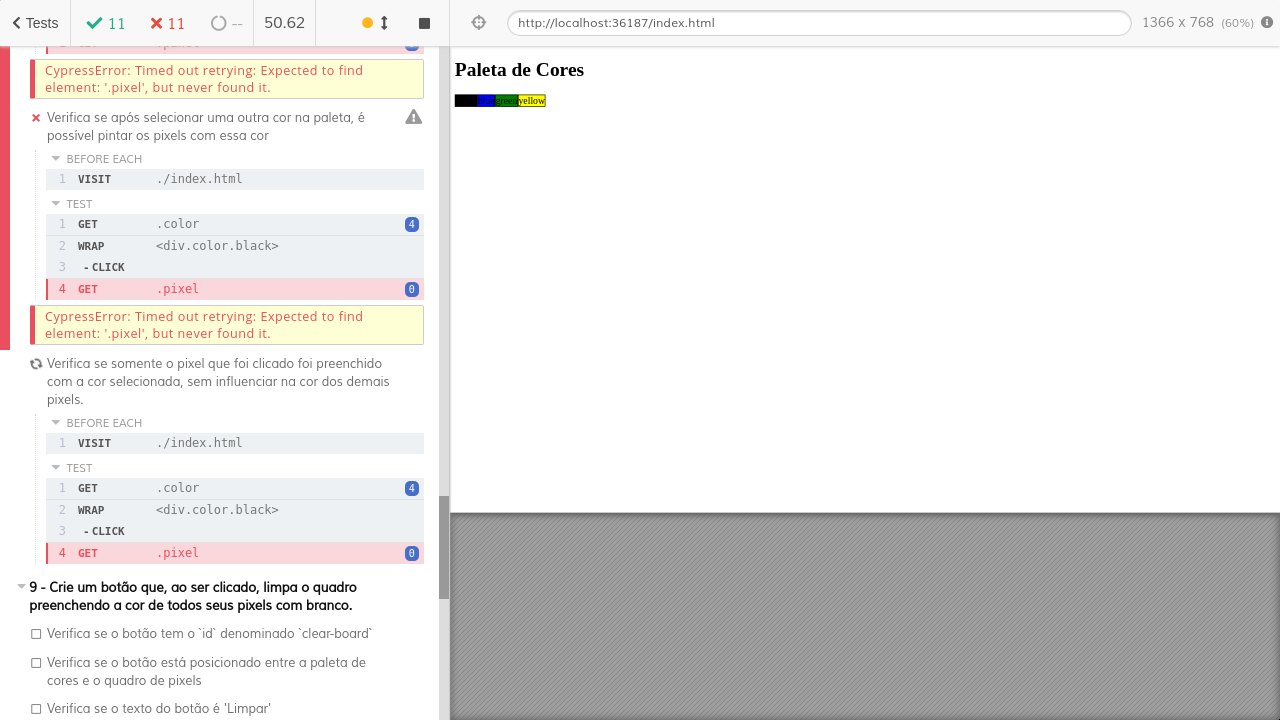 Tests
11
11
--
50.62
http://localhost:36187/index.html
1366 x 768 (60%)
CypressError: Timed out retrying: Expected to find
element: '.pixel', but never found it.
Verifica se após selecionar uma outra cor na paleta, é
possível pintar os pixels com essa cor
BEFORE EACH
1 VISIT ./index.html
TEST
1 GET .color 4
2 WRAP <div.color.black>
3 - CLICK
4 GET .pixel 0
CypressError: Timed out retrying: Expected to find
element: '.pixel', but never found it.
Verifica se somente o pixel que foi clicado foi preenchido
com a cor selecionada, sem influenciar na cor dos demais
pixels.
BEFORE EACH
1 VISIT ./index.html
TEST
1 GET .color 4
2 WRAP <div.color.black>
3 - CLICK
4 GET .pixel 0
9 - Crie um botão que, ao ser clicado, limpa o quadro
preenchendo a cor de todos seus pixels com branco.
Verifica se o botão tem o `id` denominado `clear-board`
Verifica se o botão está posicionado entre a paleta de
cores e o quadro de pixels
Verifica se o texto do botão é 'Limpar'
Paleta de Cores
green yellow